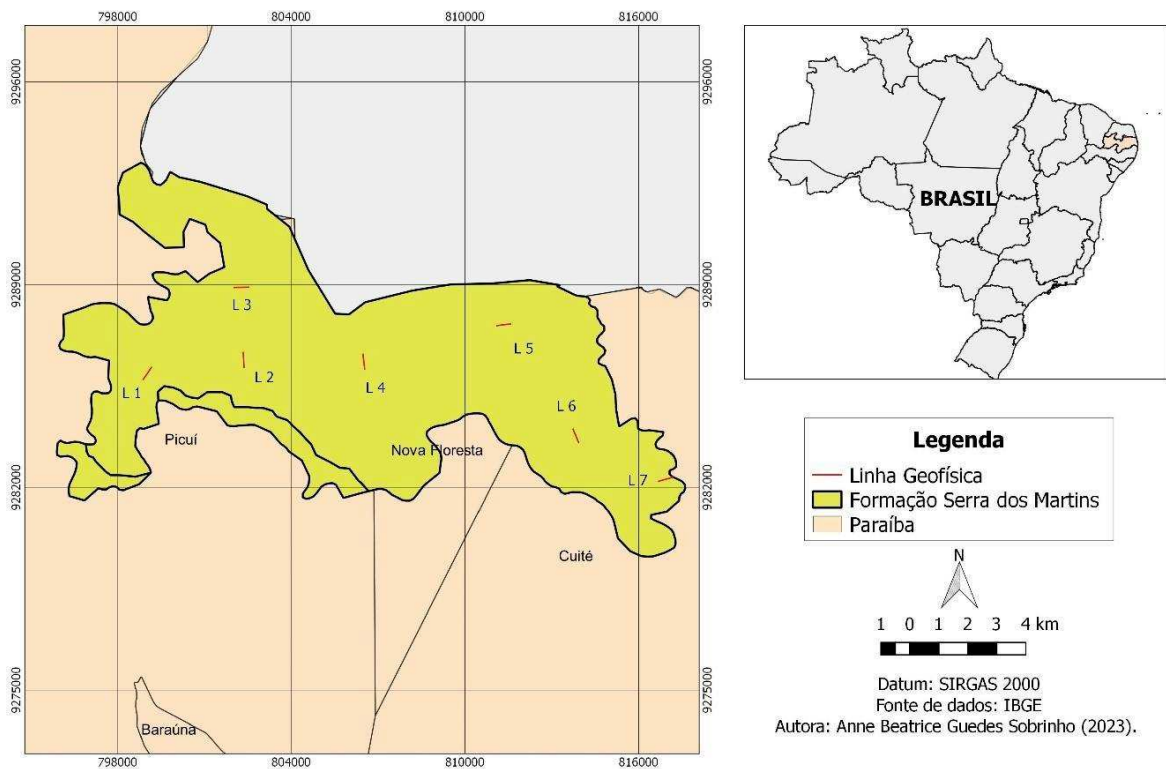 798000
804000
810000
816000
9296000
9296000
9289000
9289000
L 3
L 5
L 1
L 2
L 4
L 6
Picuí
Nova Floresta
L 7
9282000
9282000
Cuité
9275000
9275000
Baraúna
798000
804000
810000
816000
BRASIL
Legenda
Linha Geofísica
Formação Serra dos Martins
Paraíba
N
1 0 1 2 3 4 km
Datum: SIRGAS 2000
Fonte de dados: IBGE
Autora: Anne Beatrice Guedes Sobrinho (2023).